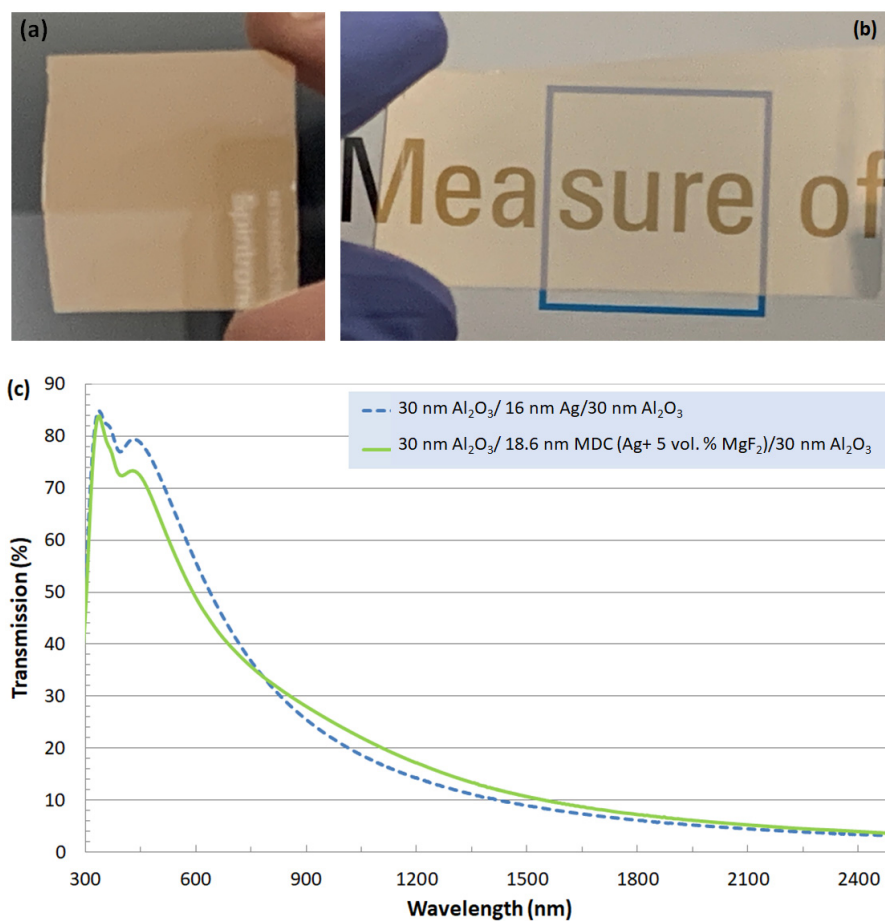 (a)
(b)
Measure of
(c)
90
80
70
60
50
40
30
20
10
0
Transmission (%)
30 nm Al₂O₃/ 16 nm Ag/30 nm Al₂O₃
30 nm Al₂O₃/ 18.6 nm MDC (Ag+ 5 vol. % MgF₂)/30 nm Al₂O₃
300 600 900 1200 1500 1800 2100 2400
Wavelength (nm)